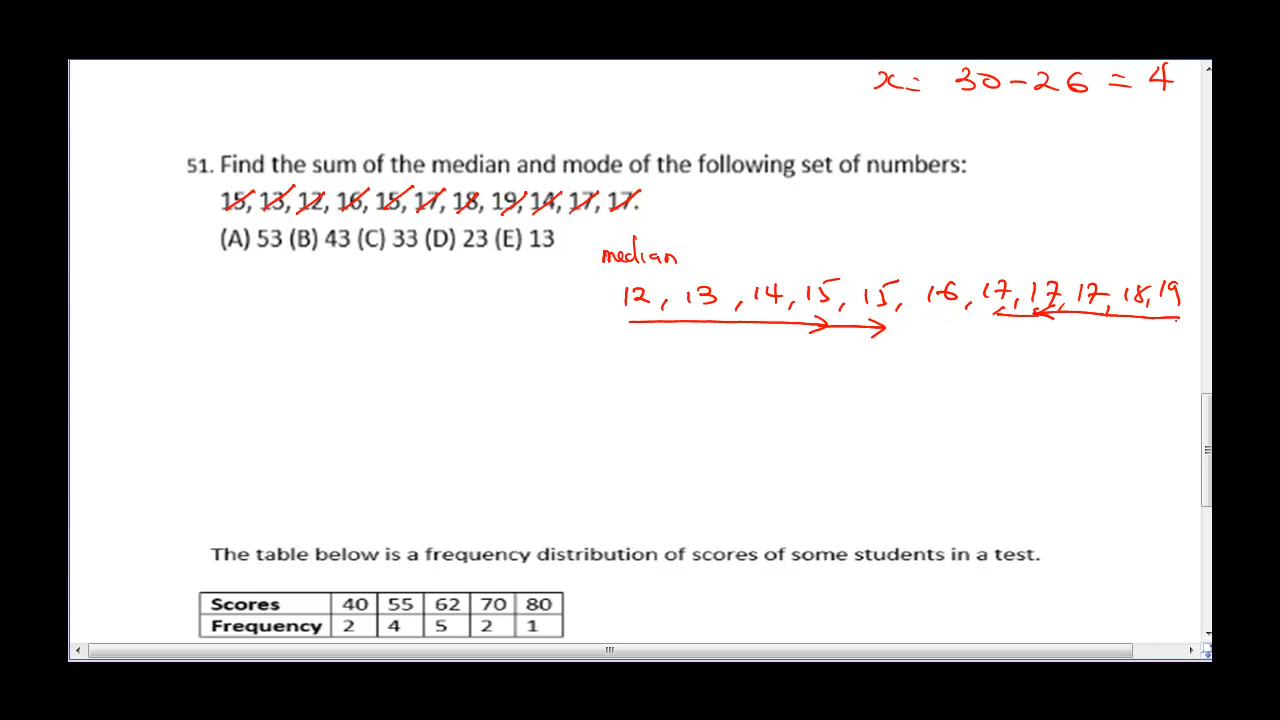 x = 30 - 26 = 4
51. Find the sum of the median and mode of the following set of numbers:
15, 13, 12, 16, 15, 17, 18, 19, 14, 17, 17.
(A) 53 (B) 43 (C) 33 (D) 23 (E) 13
median
12, 13, 14, 15, 15, 16, 17, 17, 17, 18, 19
The table below is a frequency distribution of scores of some students in a test.
Scores 40 55 62 70 80
Frequency 2 4 5 2 1